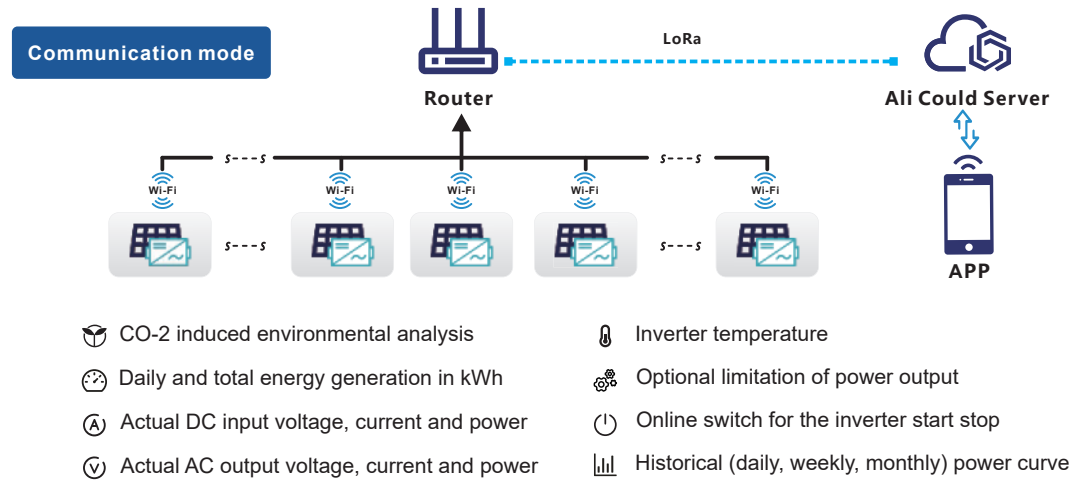 Communication mode
LoRa
Router
Ali Could Server
s---s
s---s
Wi-Fi
Wi-Fi
Wi-Fi
Wi-Fi
Wi-Fi
s---s
s---s
APP
CO-2 induced environmental analysis
Daily and total energy generation in kWh
A Actual DC input voltage, current and power
V Actual AC output voltage, current and power
Inverter temperature
Optional limitation of power output
Online switch for the inverter start stop
Historical (daily, weekly, monthly) power curve